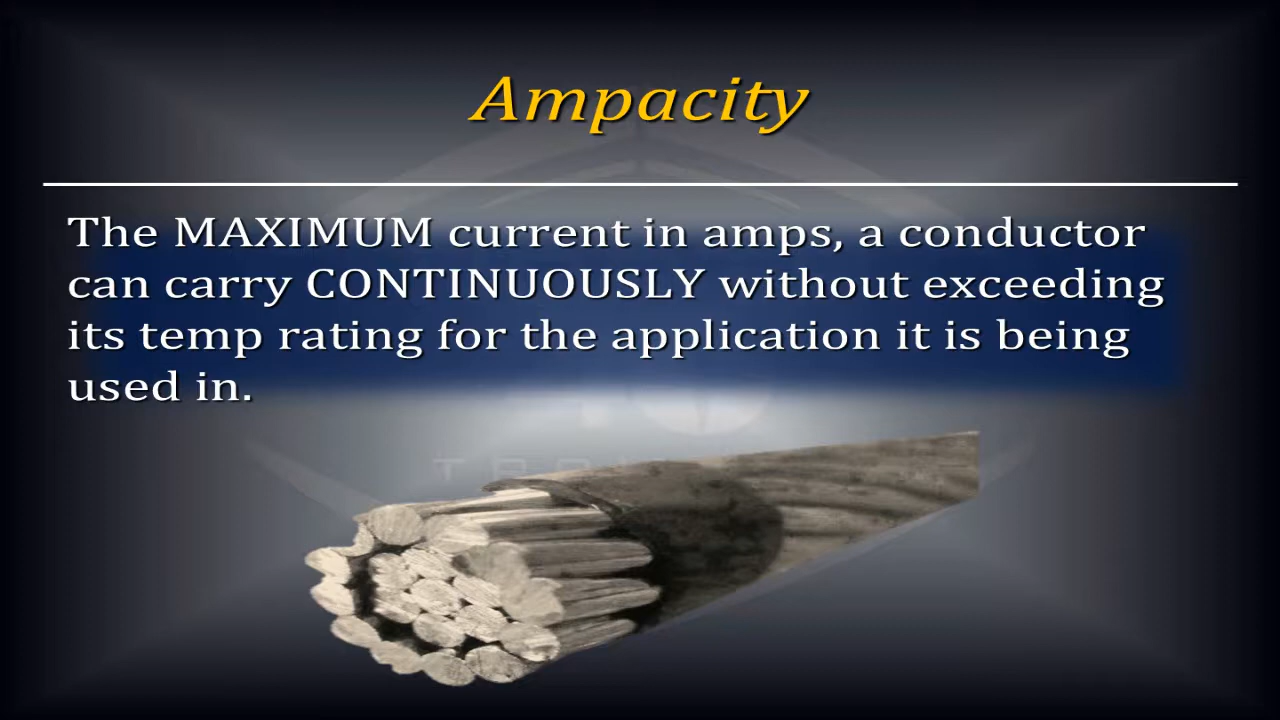 Ampacity
The MAXIMUM current in amps, a conductor
can carry CONTINUOUSLY without exceeding
its temp rating for the application it is being
used in.